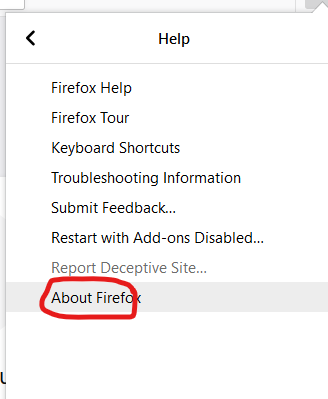 Help
Firefox Help
Firefox Tour
Keyboard Shortcuts
Troubleshooting Information
Submit Feedback...
Restart with Add-ons Disabled...
Report Deceptive Site...
About Firefox